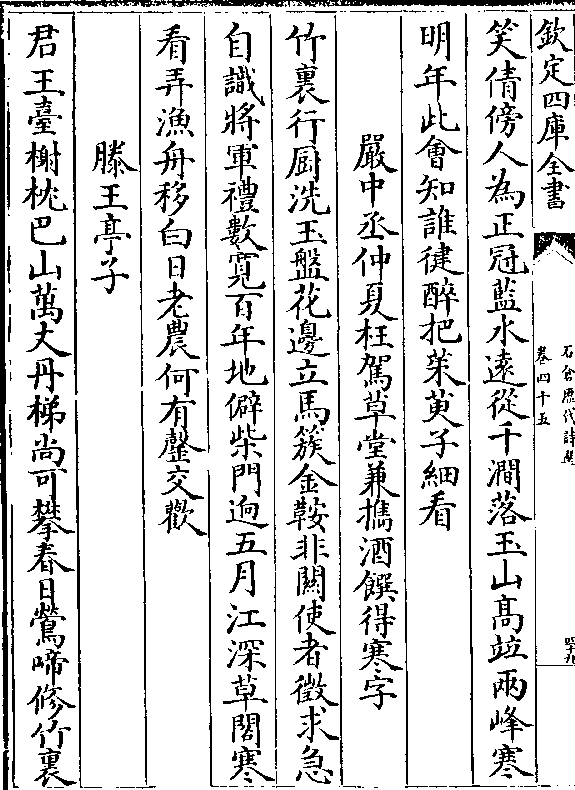 欽定四庫全書
石倉歷代詩選
卷四十五
笑倩傍人為正冠藍水遠從千澗落玉山髙竝兩峰寒
明年此會知誰健醉把茱萸子細看
嚴中丞仲夏枉駕草堂兼擕酒饌得寒字
竹裏行厨洗玉盤花邊立馬簇金鞍非闗使者徵求急
自識將軍禮數寛百年地僻柴門逈五月江深草閣寒
看弄漁舟移白日老農何有罄交歡
滕王亭子
君王臺榭枕巴山萬丈丹梯尚可攀春日鶯啼修竹裏